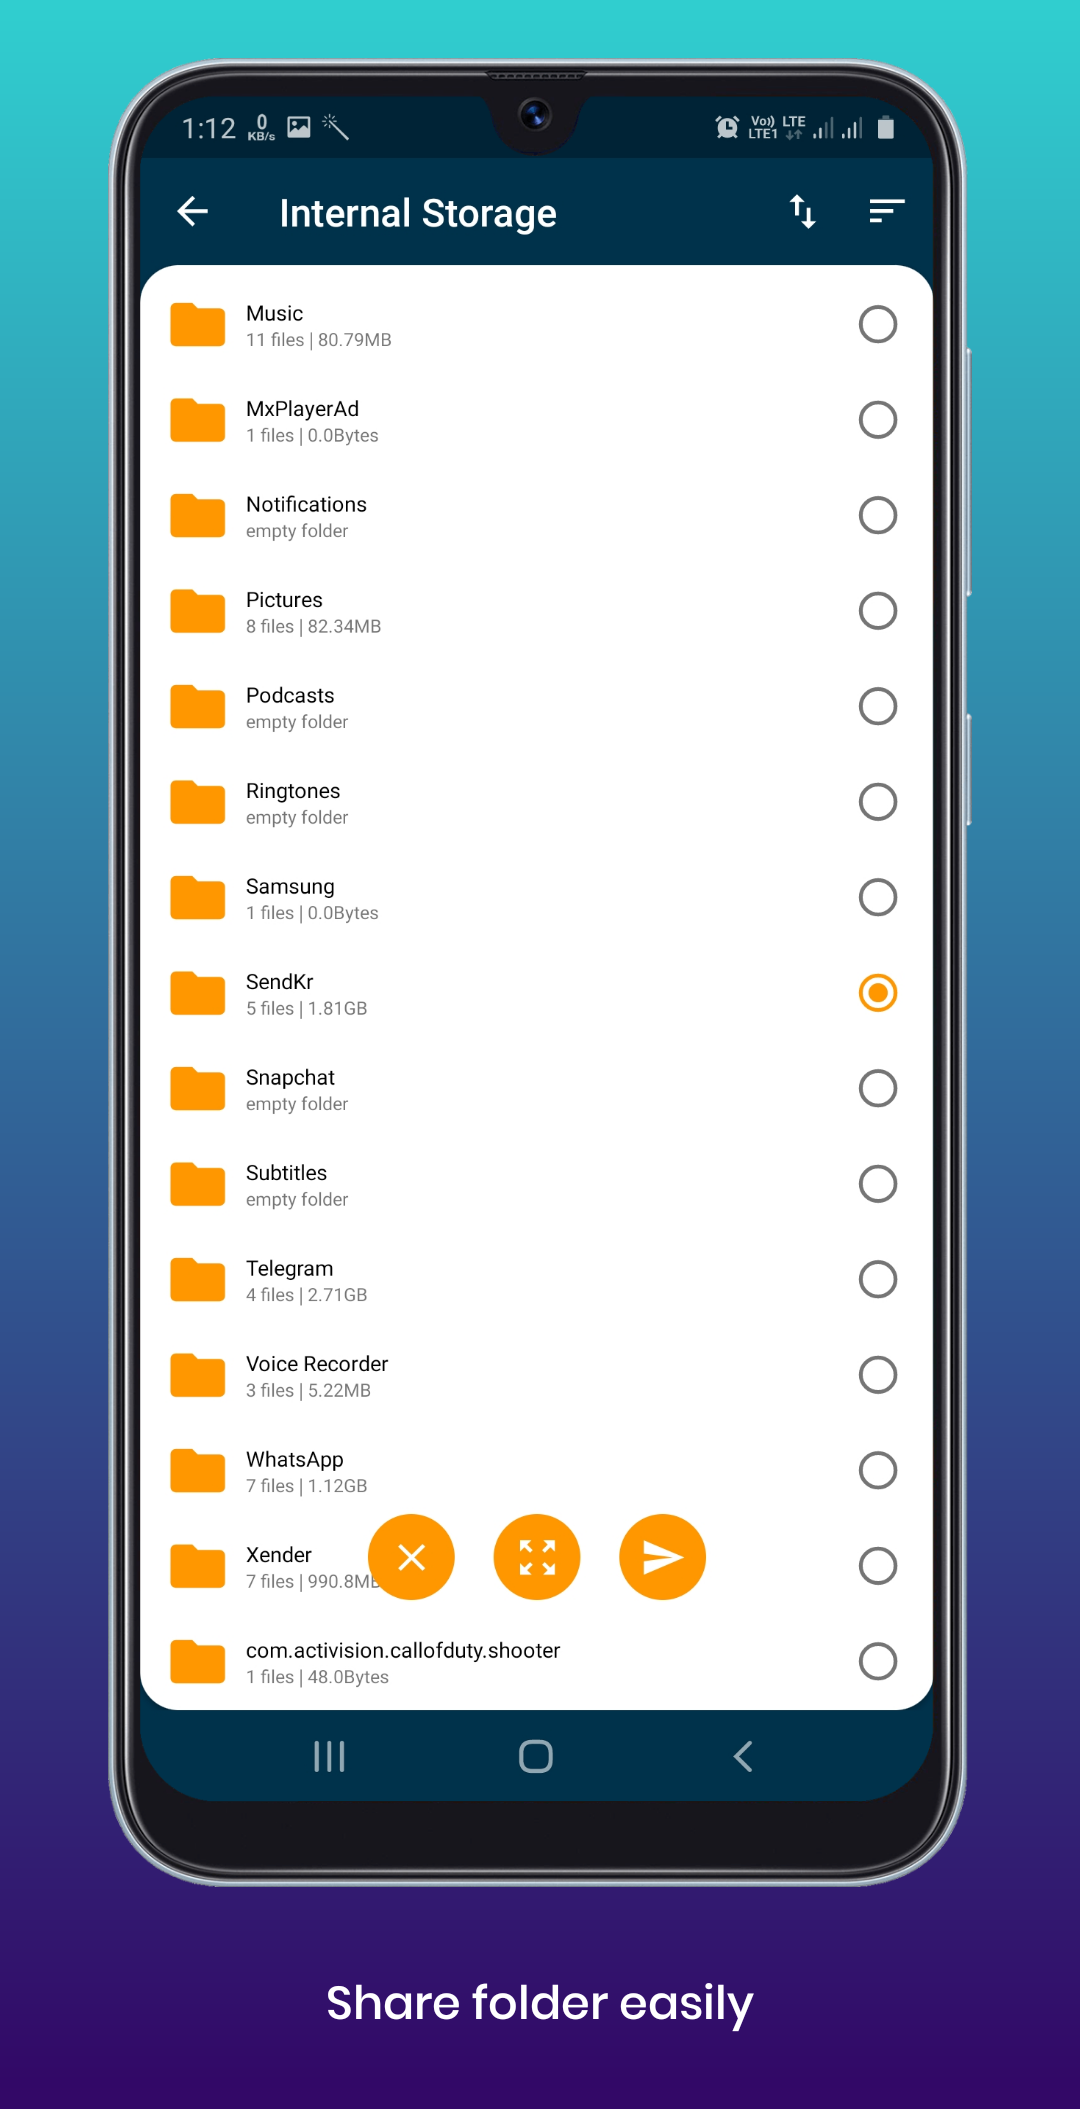 1:12 0 KB/s Vo)) LTE LTE1
Internal Storage
Music
11 files | 80.79MB
MxPlayerAd
1 files | 0.0Bytes
Notifications
empty folder
Pictures
8 files | 82.34MB
Podcasts
empty folder
Ringtones
empty folder
Samsung
1 files | 0.0Bytes
SendKr
5 files | 1.81GB
Snapchat
empty folder
Subtitles
empty folder
Telegram
4 files | 2.71GB
Voice Recorder
3 files | 5.22MB
WhatsApp
7 files | 1.12GB
Xender
7 files | 990.8MB
com.activision.callofduty.shooter
1 files | 48.0Bytes
Share folder easily